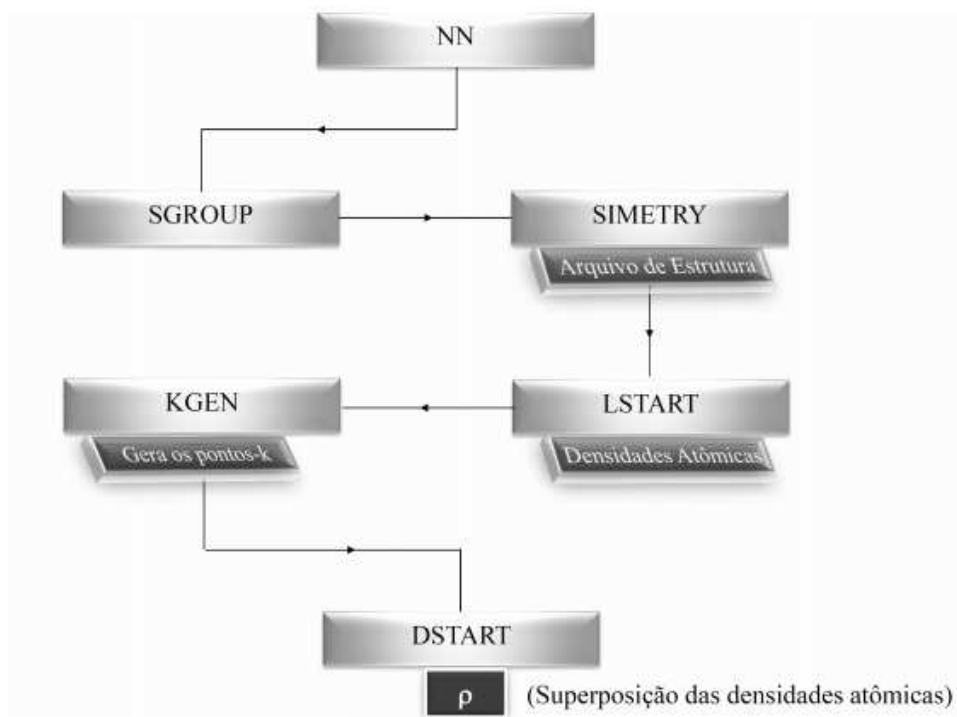 NN
SGROUP
SIMETRY
Arquivo de Estrutura
KGEN
LSTART
Gera os pontos-k
Densidades Atômicas
DSTART
ρ
(Superposição das densidades atômicas)